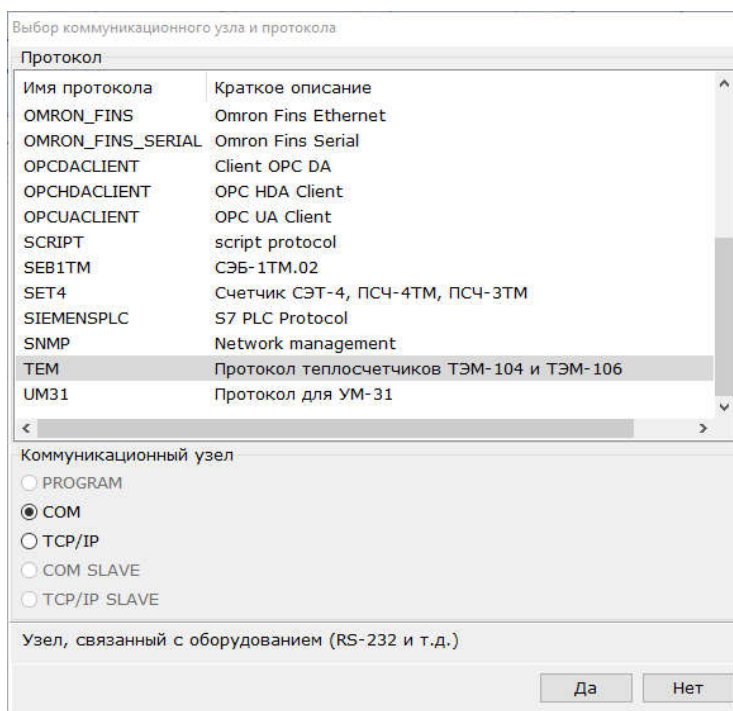 Выбор коммуникационного узла и протокола
Протокол
Имя протокола Краткое описание
OMRON_FINS Omron Fins Ethernet
OMRON_FINS_SERIAL Omron Fins Serial
OPCDACLIENT Client OPC DA
OPCHDACLIENT OPC HDA Client
OPCUACLIENT OPC UA Client
SCRIPT script protocol
SEB1TM СЭБ-1ТМ.02
SET4 Счетчик СЭТ-4, ПСЧ-4ТМ, ПСЧ-3ТМ
SIEMENSPLC S7 PLC Protocol
SNMP Network management
TEM Протокол теплосчетчиков ТЭМ-104 и ТЭМ-106
UM31 Протокол для УМ-31
Коммуникационный узел
PROGRAM
COM
TCP/IP
COM SLAVE
TCP/IP SLAVE
Узел, связанный с оборудованием (RS-232 и т.д.)
Да Нет